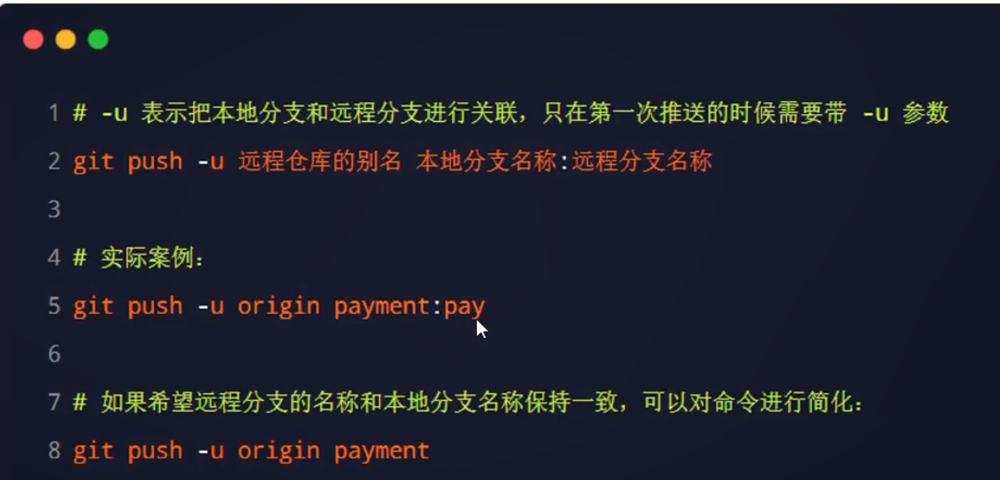 1 # -u 表示把本地分支和远程分支进行关联，只在第一次推送的时候需要带 -u 参数
2 git push -u 远程仓库的别名 本地分支名称:远程分支名称
3
4 # 实际案例：
5 git push -u origin payment:pay
6
7 # 如果希望远程分支的名称和本地分支名称保持一致，可以对命令进行简化：
8 git push -u origin payment